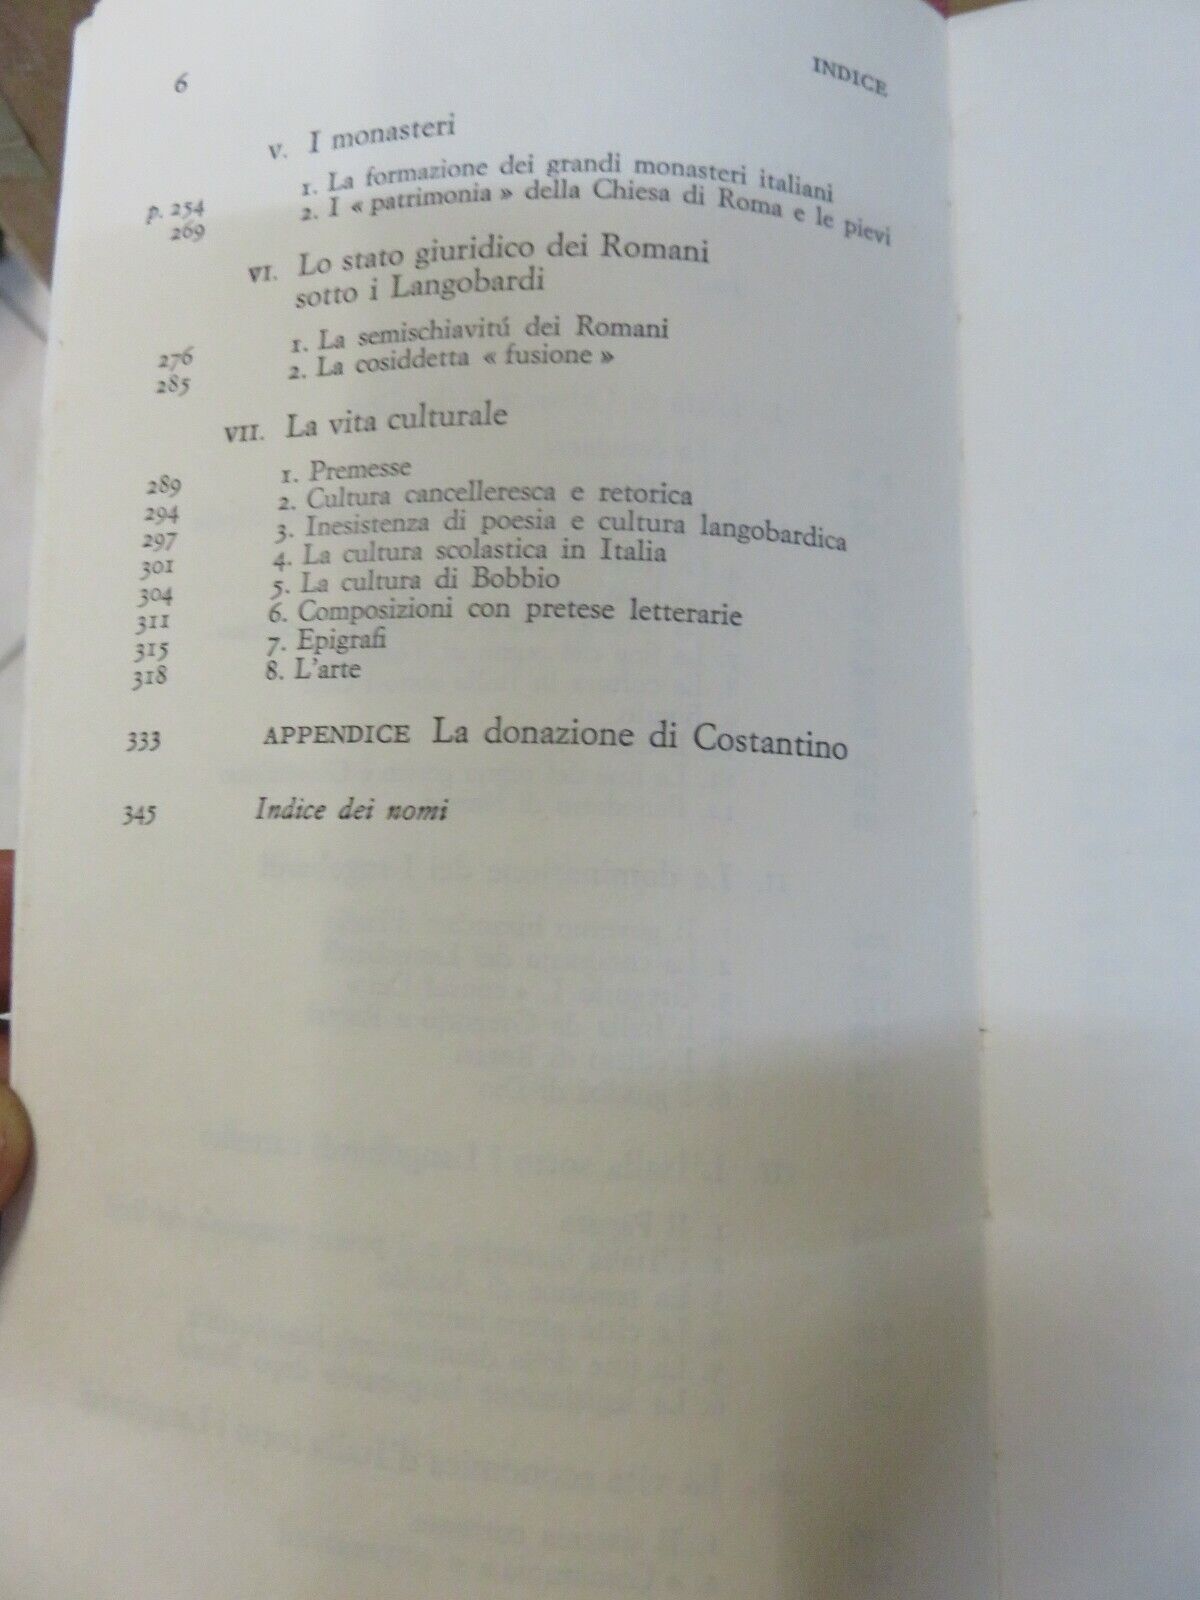 6 INDICE
V. I monasteri
p. 254 1. La formazione dei grandi monasteri italiani
269 2. I « patrimonia » della Chiesa di Roma e le pievi
VI. Lo stato giuridico dei Romani
sotto i Langobardi
276 1. La semischiavitú dei Romani
285 2. La cosiddetta « fusione »
VII. La vita culturale
289 1. Premesse
294 2. Cultura cancelleresca e retorica
297 3. Inesistenza di poesia e cultura langobardica
301 4. La cultura scolastica in Italia
304 5. La cultura di Bobbio
311 6. Composizioni con pretese letterarie
315 7. Epigrafi
318 8. L'arte
333 APPENDICE La donazione di Costantino
345 Indice dei nomi